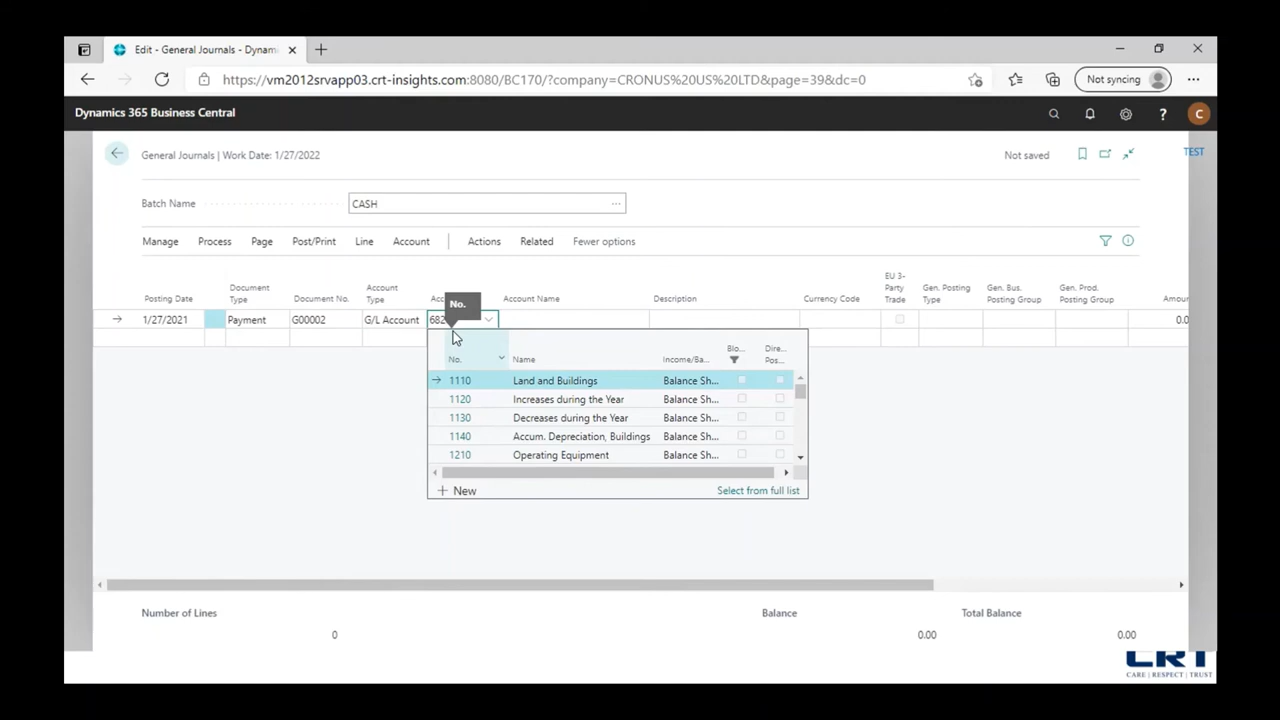 Edit - General Journals - Dynam
Not syncing
https://vm2012srvapp03.crt-insights.com:8080/BC170/?company=CRONUS%20US%20LTD&page=39&dc=0
Dynamics 365 Business Central
?
C
General Journals | Work Date: 1/27/2022
Not saved
TEST
Batch Name
CASH
Manage Process Page Post/Print Line Account Actions Related Fewer options
Posting Date Document Type Document No. Account Type Account Name Description Currency Code EU 3-Party Trade Gen. Posting Type Gen. Bus. Posting Group Gen. Prod. Posting Group Amoun
No.
1/27/2021 Payment G00002 G/L Account 682 0.0
No. Name Income/Ba... Blo... Dire... Pos...
1110 Land and Buildings Balance Sh...
1120 Increases during the Year Balance Sh...
1130 Decreases during the Year Balance Sh...
1140 Accum. Depreciation, Buildings Balance Sh...
1210 Operating Equipment Balance Sh...
+ New Select from full list
Number of Lines Balance Total Balance
0 0.00 0.00
CRT
CARE | RESPECT | TRUST